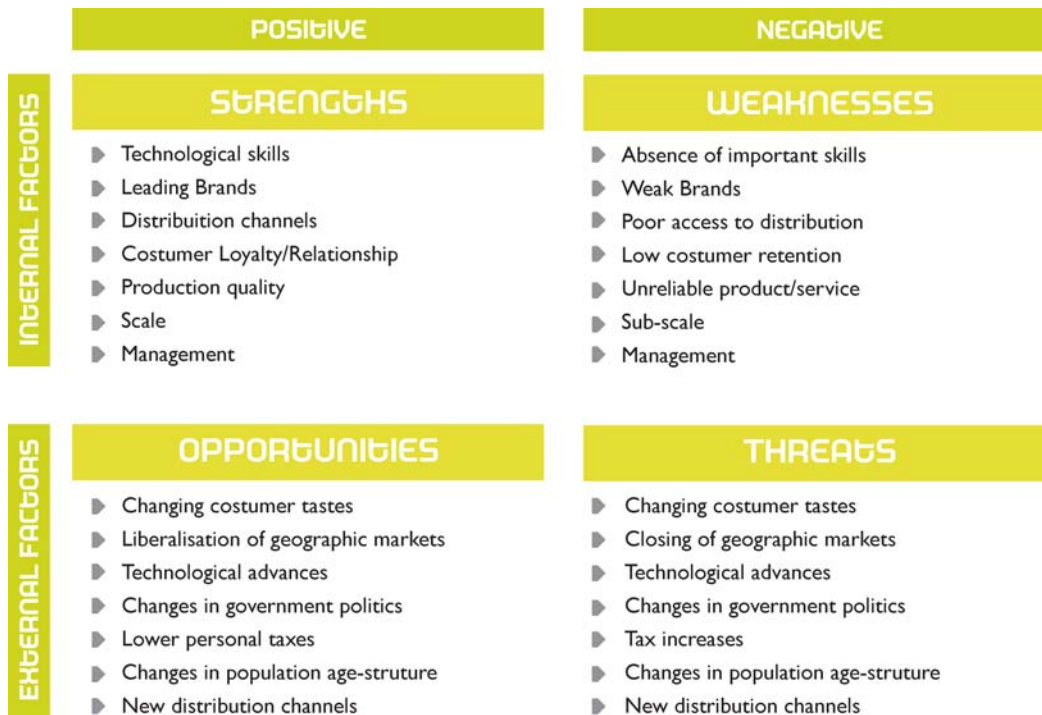 POSITIVE
NEGATIVE
INTERNAL FACTORS
STRENGTHS
Technological skills
Leading Brands
Distribuition channels
Costumer Loyalty/Relationship
Production quality
Scale
Management
WEAKNESSES
Absence of important skills
Weak Brands
Poor access to distribution
Low costumer retention
Unreliable product/service
Sub-scale
Management
EXTERNAL FACTORS
OPPORTUNITIES
Changing costumer tastes
Liberalisation of geographic markets
Technological advances
Changes in government politics
Lower personal taxes
Changes in population age-struture
New distribution channels
THREATS
Changing costumer tastes
Closing of geographic markets
Technological advances
Changes in government politics
Tax increases
Changes in population age-struture
New distribution channels